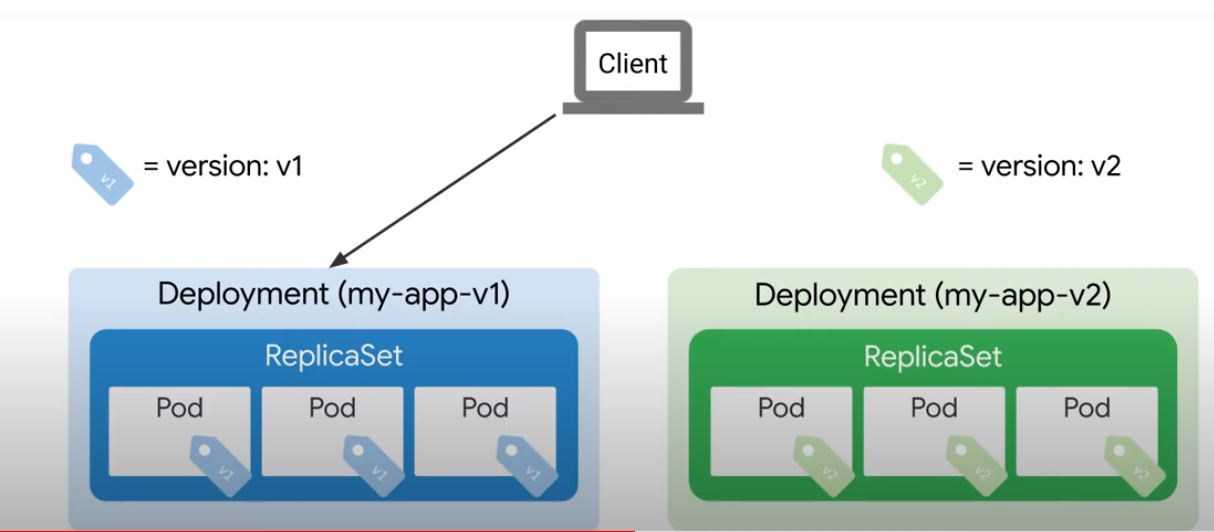 Client
= version: v1
= version: v2
v1
v2
Deployment (my-app-v1)
ReplicaSet
Pod
Pod
Pod
v1
v1
v1
Deployment (my-app-v2)
ReplicaSet
Pod
Pod
Pod
v2
v2
v2